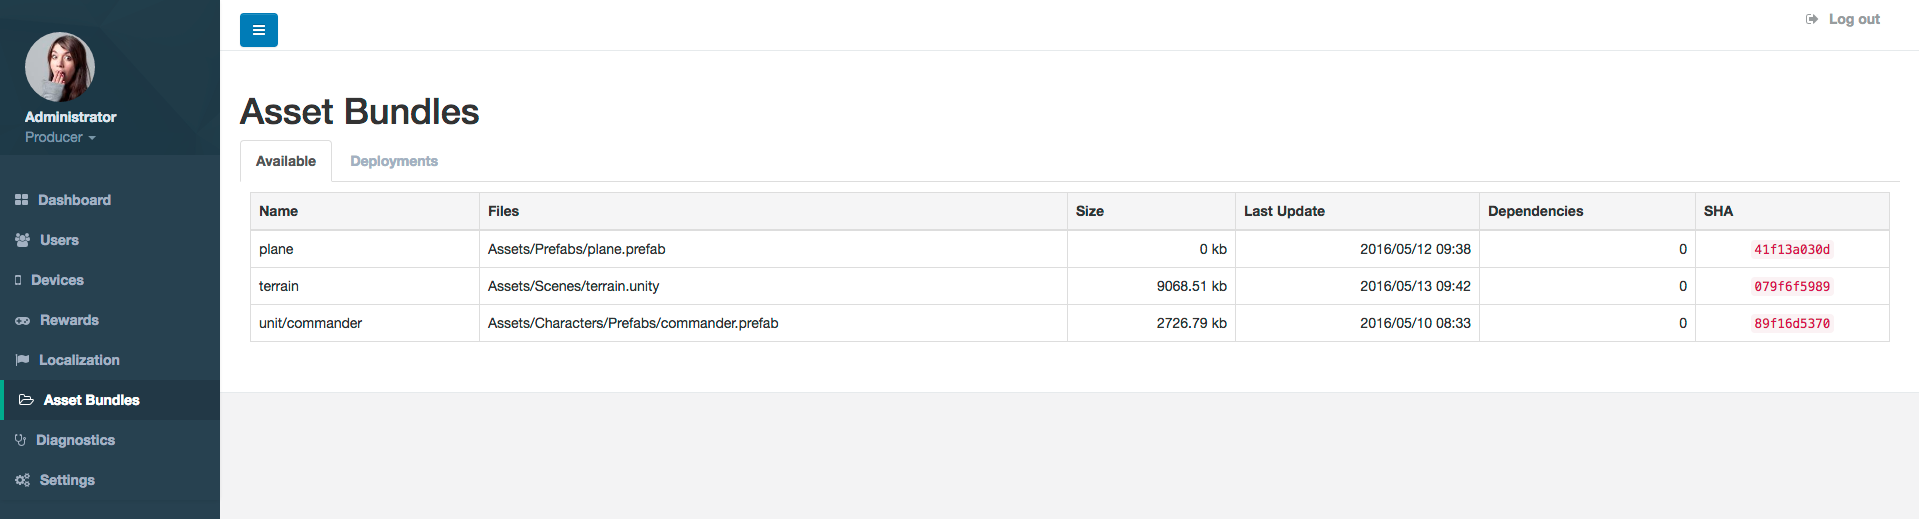 Administrator
Producer
Dashboard
Users
Devices
Rewards
Localization
Asset Bundles
Diagnostics
Settings
Log out
Asset Bundles
Available Deployments
Name Files Size Last Update Dependencies SHA
plane Assets/Prefabs/plane.prefab 0 kb 2016/05/12 09:38 0 41f13a030d
terrain Assets/Scenes/terrain.unity 9068.51 kb 2016/05/13 09:42 0 079f6f5989
unit/commander Assets/Characters/Prefabs/commander.prefab 2726.79 kb 2016/05/10 08:33 0 89f16d5370